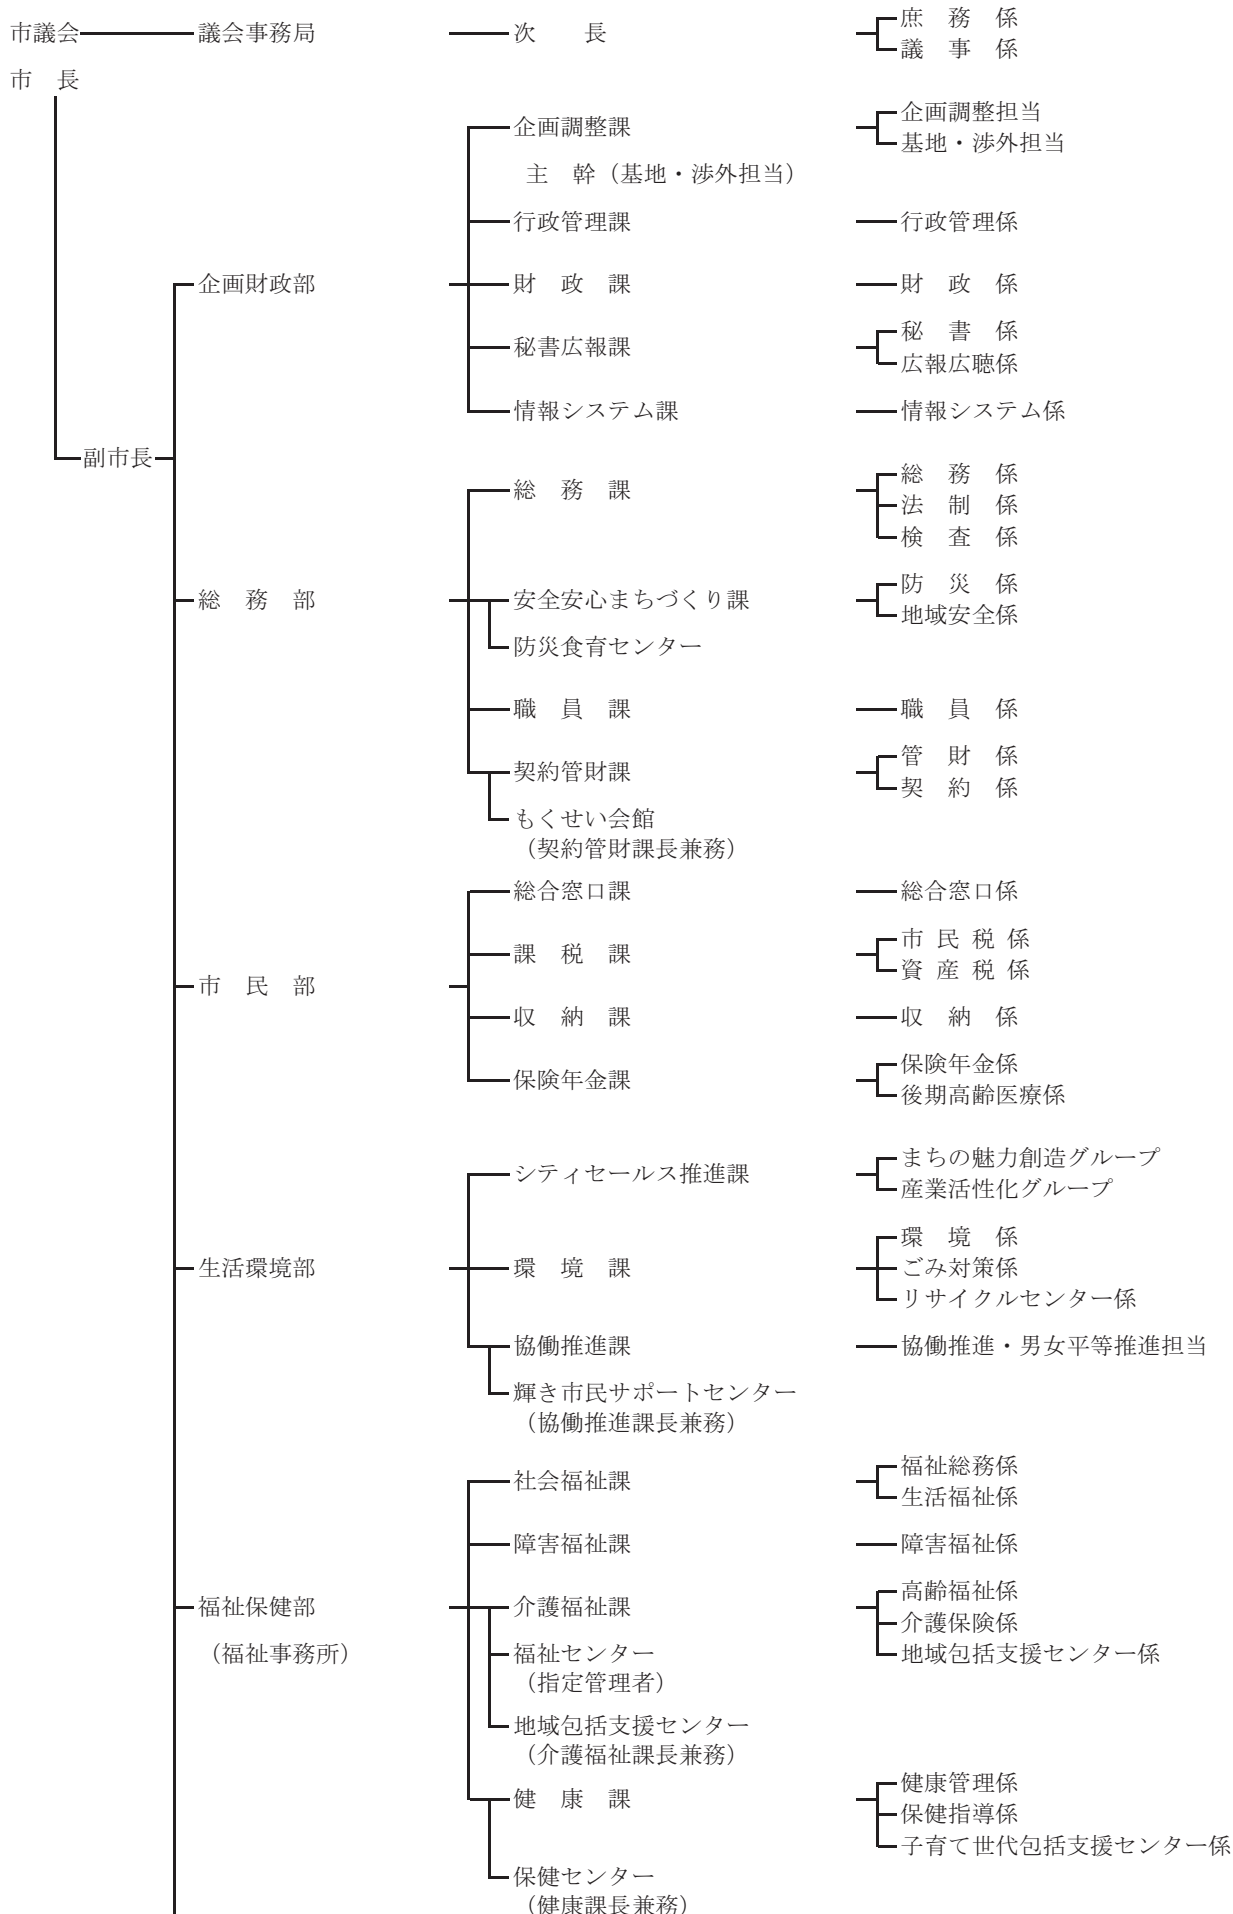 市議会 議会事務局 次　長 庶　務　係
議　事　係
市　長
企画調整課 企画調整担当
基地・渉外担当
主　幹（基地・渉外担当）
行政管理課 行政管理係
企画財政部 財　政　課 財　政　係
秘書広報課 秘　書　係
広報広聴係
情報システム課 情報システム係
副市長
総　務　課 総　務　係
法　制　係
検　査　係
総　務　部 安全安心まちづくり課 防　災　係
地域安全係
防災食育センター
職　員　課 職　員　係
契約管財課 管　財　係
契　約　係
もくせい会館
（契約管財課長兼務）
総合窓口課 総合窓口係
課　税　課 市 民 税 係
資 産 税 係
市　民　部
収　納　課 収　納　係
保険年金課 保険年金係
後期高齢医療係
シティセールス推進課 まちの魅力創造グループ
産業活性化グループ
環　境　係
生活環境部 環　境　課 ごみ対策係
リサイクルセンター係
協働推進課 協働推進・男女平等推進担当
輝き市民サポートセンター
（協働推進課長兼務）
社会福祉課 福祉総務係
生活福祉係
障害福祉課 障害福祉係
福祉保健部 介護福祉課 高齢福祉係
介護保険係
（福祉事務所） 福祉センター 地域包括支援センター係
（指定管理者）
地域包括支援センター
（介護福祉課長兼務）
健　康　課 健康管理係
保健指導係
子育て世代包括支援センター係
保健センター
（健康課長兼務）